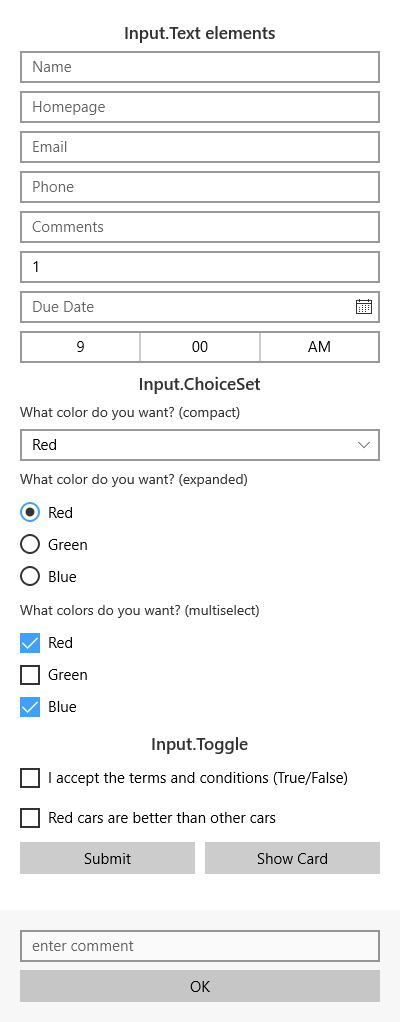 Input.Text elements
Name
Homepage
Email
Phone
Comments
1
Due Date
9 00 AM
Input.ChoiceSet
What color do you want? (compact)
Red
What color do you want? (expanded)
Red
Green
Blue
What colors do you want? (multiselect)
Red
Green
Blue
Input.Toggle
I accept the terms and conditions (True/False)
Red cars are better than other cars
Submit Show Card
enter comment
OK